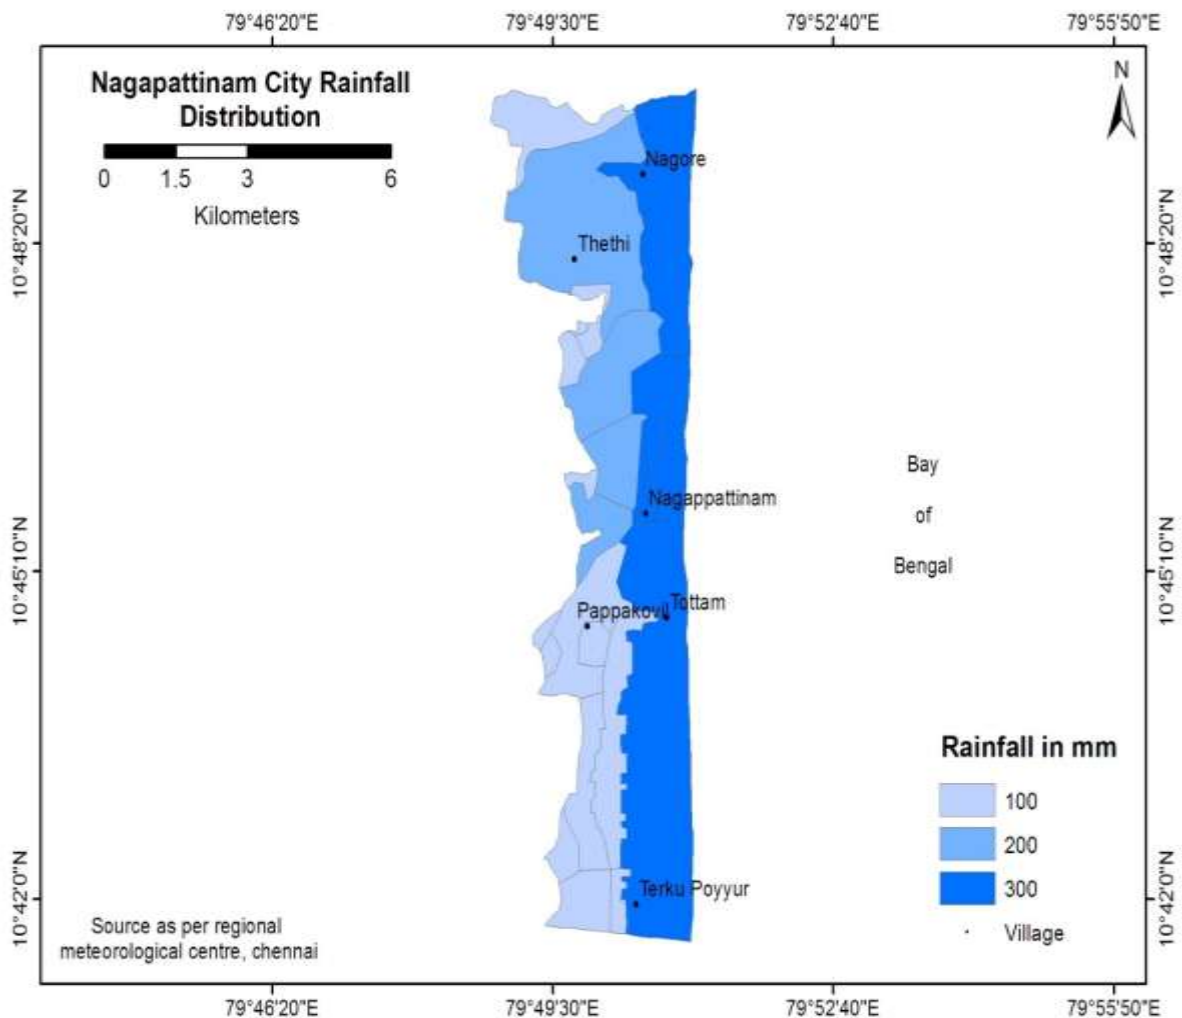 79°46'20"E
79°49'30"E
79°52'40"E
79°55'50"E
Nagapattinam City Rainfall
Distribution
0 1.5 3 6
Kilometers
N
10°48'20"N
10°48'20"N
Nagore
Thethi
Bay
of
Bengal
Nagappattinam
10°45'10"N
10°45'10"N
Tottam
Pappakovil
Rainfall in mm
100
200
300
Village
Terku Poyyur
10°42'0"N
10°42'0"N
Source as per regional
meteorological centre, chennai
79°46'20"E
79°49'30"E
79°52'40"E
79°55'50"E